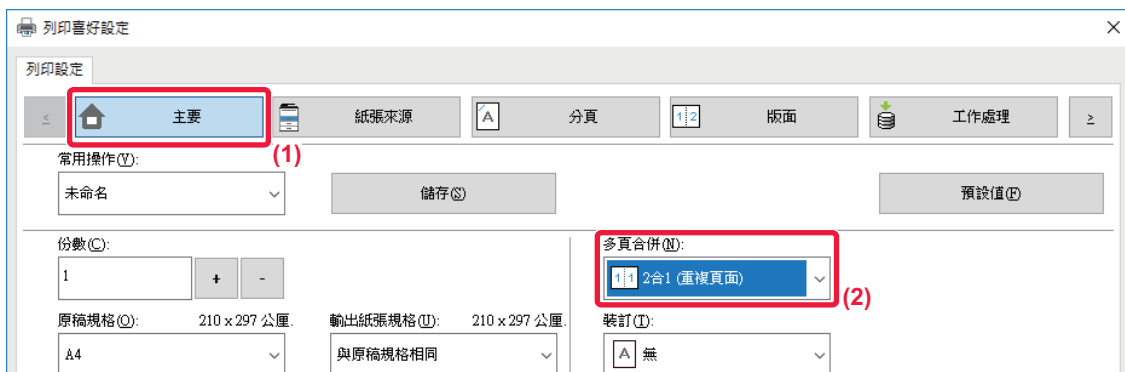 列印喜好設定
列印設定
< 主要 紙張來源 分頁 版面 工作處理 >
(1)
常用操作(V):
未命名 儲存(S) 預設值(F)
份數(C): 多頁合併(N):
1 + - 2合1 (重複頁面)
(2)
原稿規格(O): 210 x 297 公厘. 輸出紙張規格(U): 210 x 297 公厘. 裝訂(T):
A4 與原稿規格相同 無